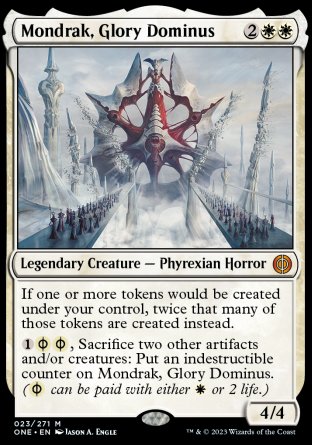 Mondrak, Glory Dominus 2
Legendary Creature — Phyrexian Horror
If one or more tokens would be created
under your control, twice that many of
those tokens are created instead.
1 , Sacrifice two other artifacts
and/or creatures: Put an indestructible
counter on Mondrak, Glory Dominus.
( can be paid with either or 2 life.)
4/4
023/271 M
ONE • EN Jason A. Engle
™ & © 2023 Wizards of the Coast